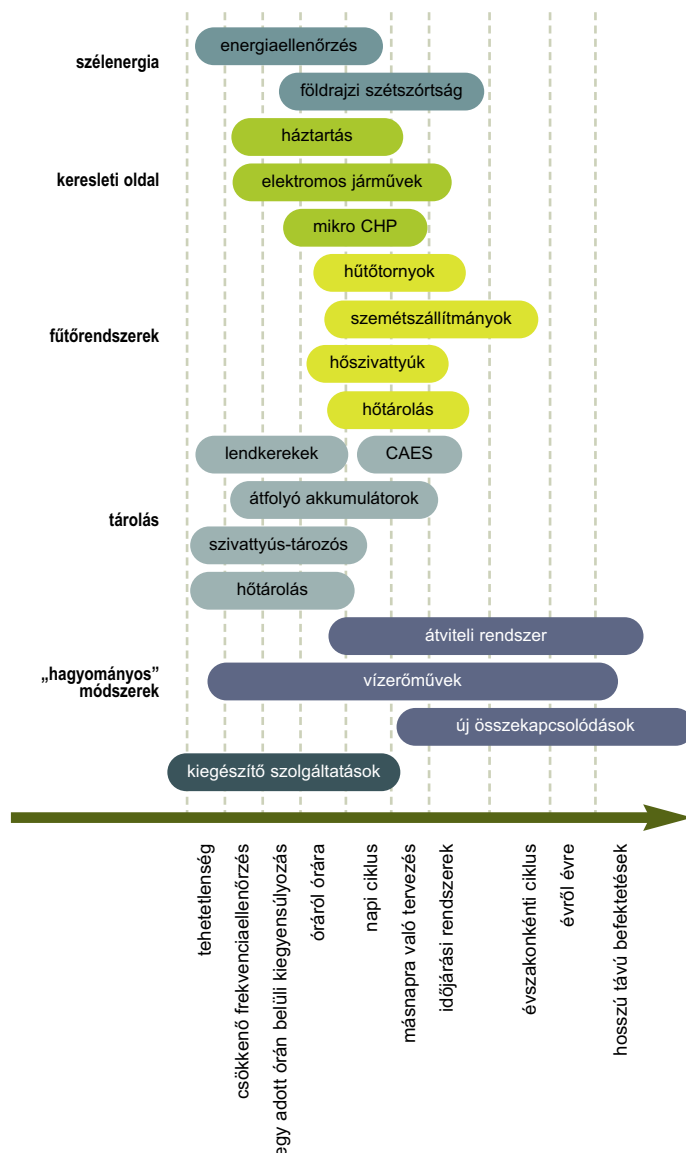 szélenergia
energiaellenőrzés
földrajzi szétszórtság
keresleti oldal
háztartás
elektromos járművek
mikro CHP
fűtőrendszerek
hűtőtornyok
szemétszállítmányok
hőszivattyúk
hőtárolás
tárolás
lendkerekek
CAES
átfolyó akkumulátorok
szivattyús-tározós
hőtárolás
„hagyományos”
módszerek
átviteli rendszer
vízerőművek
új összekapcsolódások
kiegészítő szolgáltatások
tehetetlenség
csökkenő frekvenciaellenőrzés
egy adott órán belüli kiegyensúlyozás
óráról órára
napi ciklus
másnapra való tervezés
időjárási rendszerek
évszakonkénti ciklus
évről évre
hosszú távú befektetések